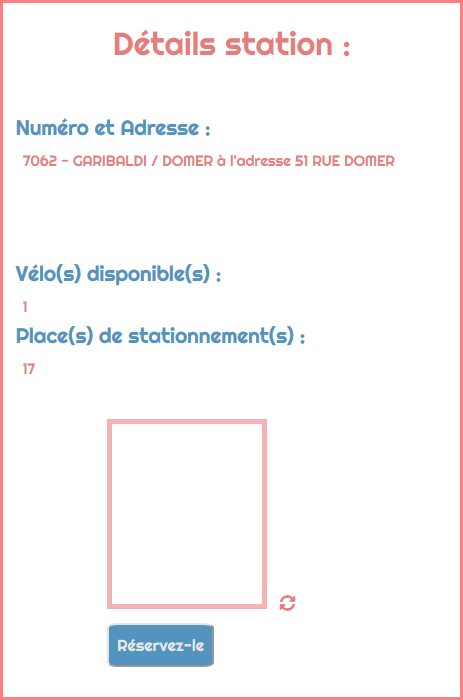 Détails station :
Numéro et Adresse :
7062 - GARIBALDI / DOMER à l'adresse 51 RUE DOMER
Vélo(s) disponible(s) :
1
Place(s) de stationnement(s) :
17
Réservez-le